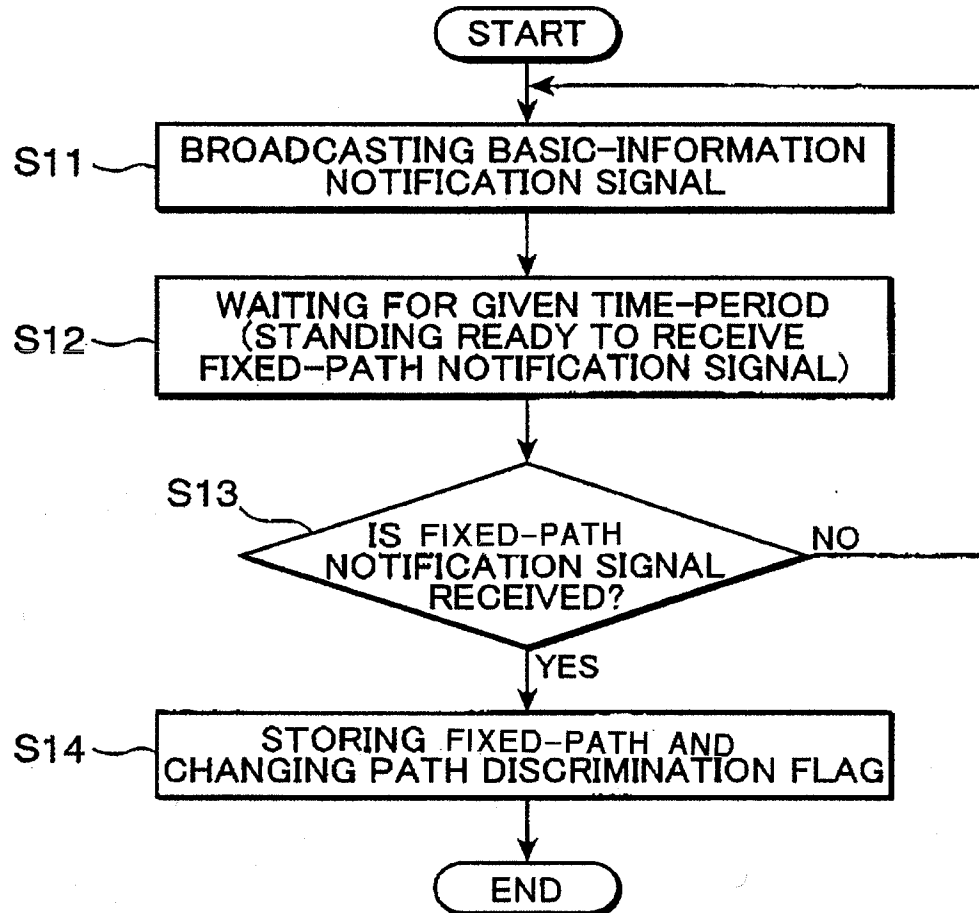 START
S11
BROADCASTING BASIC-INFORMATION
NOTIFICATION SIGNAL
S12
WAITING FOR GIVEN TIME-PERIOD
(STANDING READY TO RECEIVE
FIXED-PATH NOTIFICATION SIGNAL)
S13
IS FIXED-PATH
NOTIFICATION SIGNAL
RECEIVED?
NO
YES
S14
STORING FIXED-PATH AND
CHANGING PATH DISCRIMINATION FLAG
END